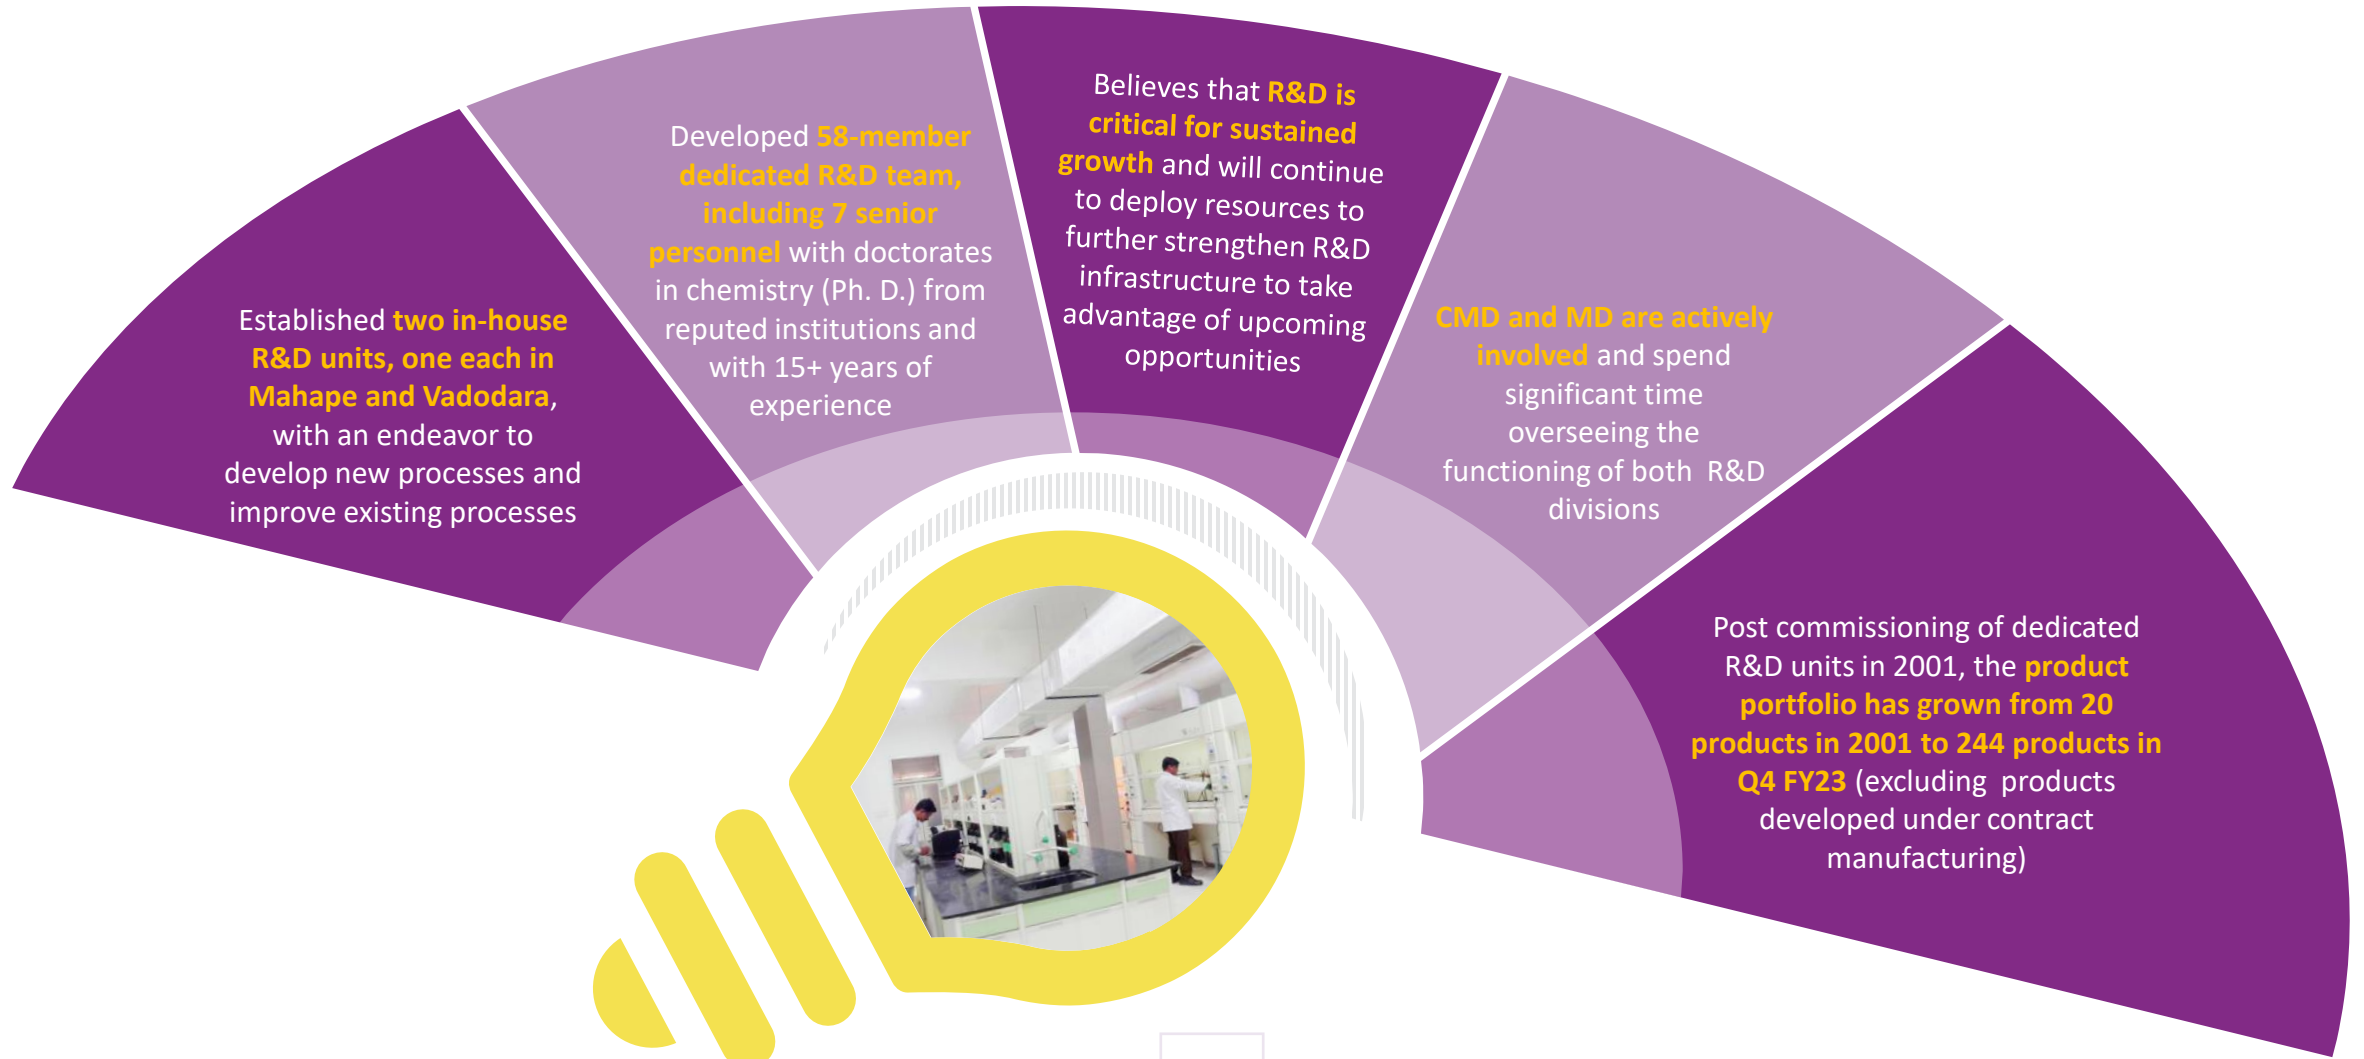 Established two in-house
R&D units, one each in
Mahape and Vadodara,
with an endeavor to
develop new processes and
improve existing processes
Developed 58-member
dedicated R&D team,
including 7 senior
personnel with doctorates
in chemistry (Ph. D.) from
reputed institutions and
with 15+ years of
experience
Believes that R&D is
critical for sustained
growth and will continue
to deploy resources to
further strengthen R&D
infrastructure to take
advantage of upcoming
opportunities
CMD and MD are actively
involved and spend
significant time
overseeing the
functioning of both R&D
divisions
Post commissioning of dedicated
R&D units in 2001, the product
portfolio has grown from 20
products in 2001 to 244 products in
Q4 FY23 (excluding products
developed under contract
manufacturing)